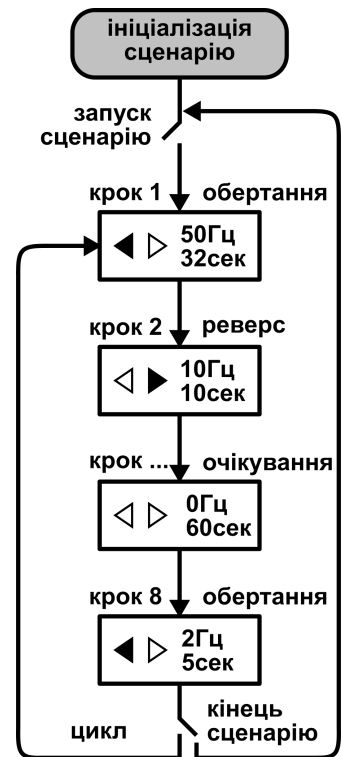 ініціалізація
сценарію
запуск
сценарію
крок 1 обертання
50Гц
32сек
крок 2 реверс
10Гц
10сек
крок ... очікування
0Гц
60сек
крок 8 обертання
2Гц
5сек
кінець
сценарію
цикл